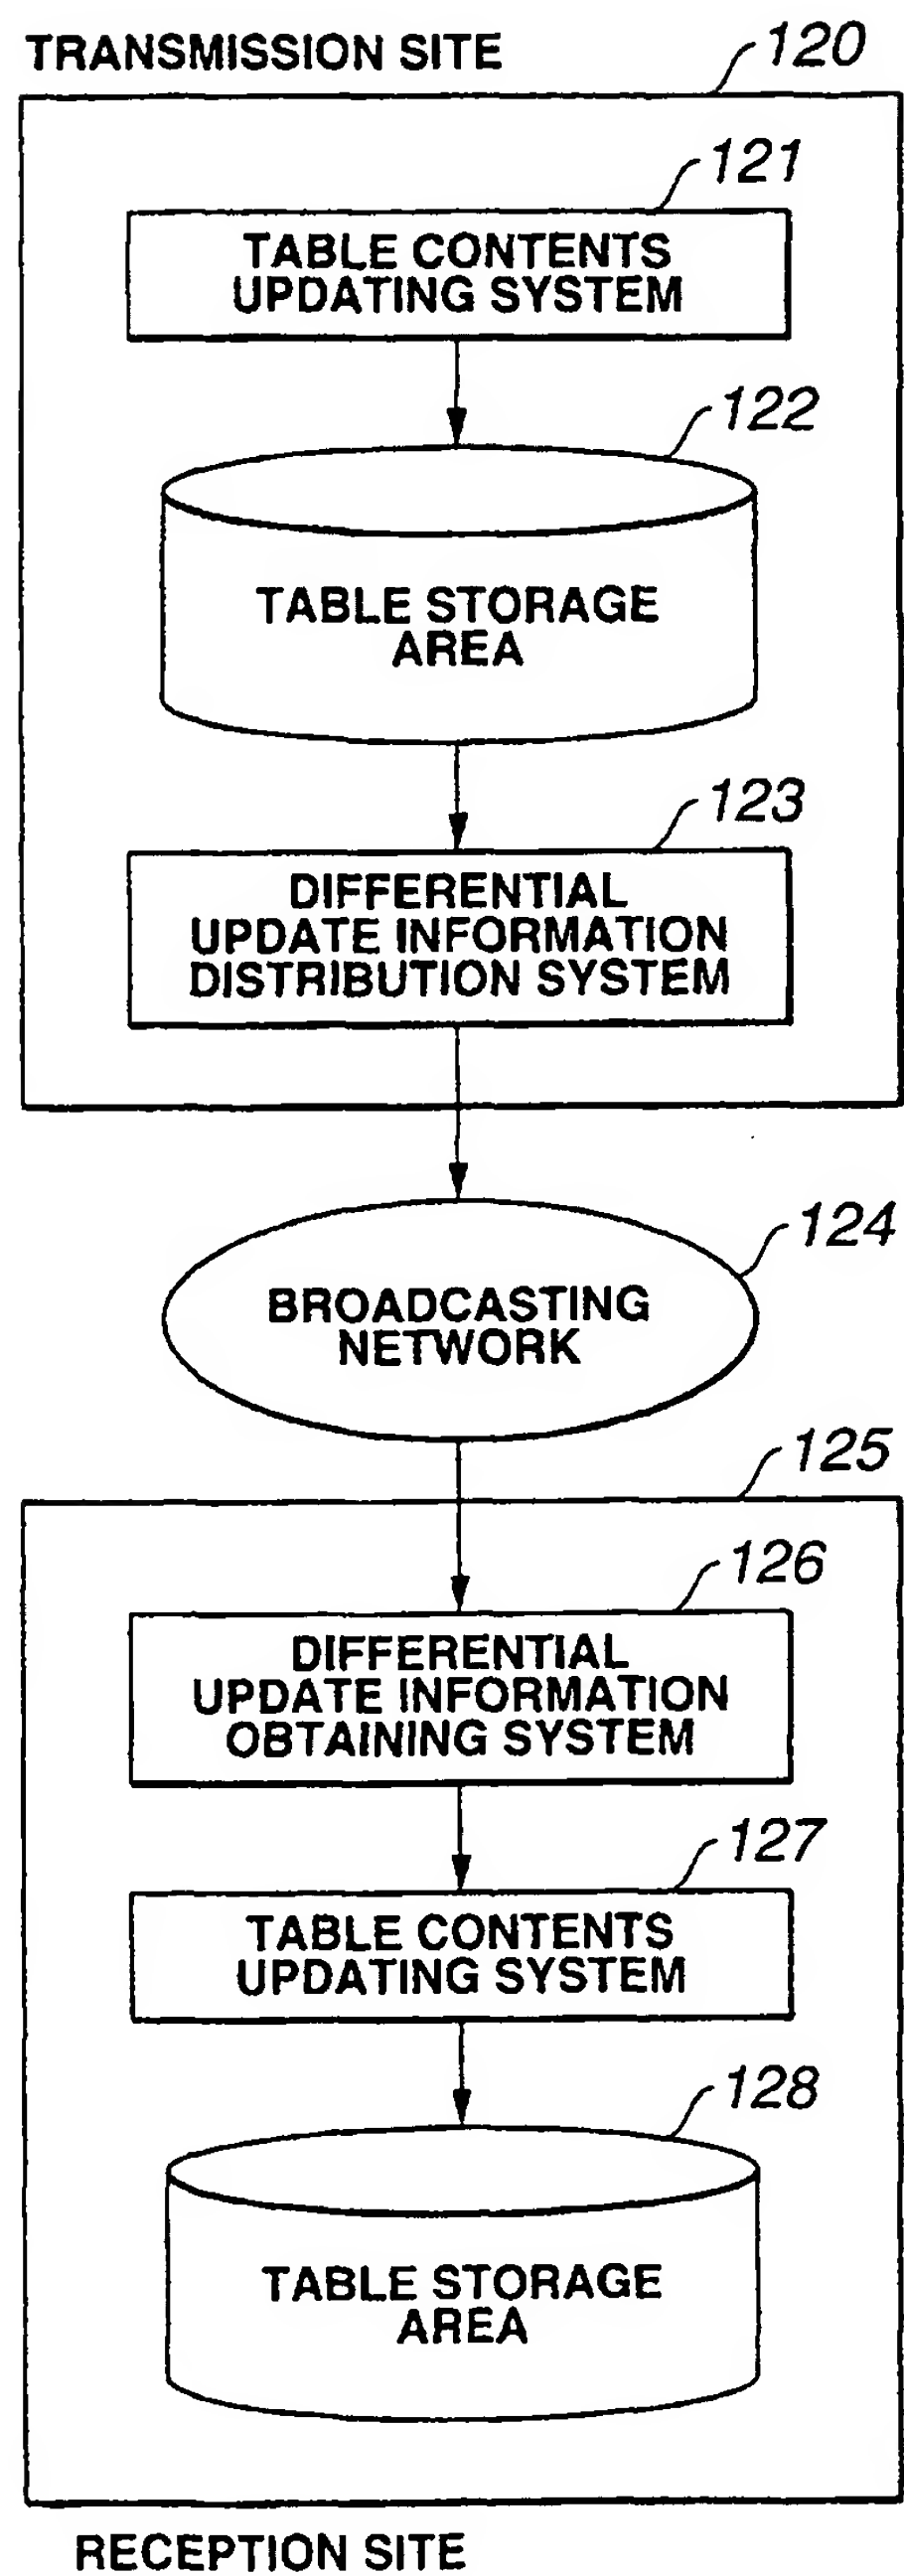 TRANSMISSION SITE
120
121
TABLE CONTENTS
UPDATING SYSTEM
122
TABLE STORAGE
AREA
123
DIFFERENTIAL
UPDATE INFORMATION
DISTRIBUTION SYSTEM
124
BROADCASTING
NETWORK
125
126
DIFFERENTIAL
UPDATE INFORMATION
OBTAINING SYSTEM
127
TABLE CONTENTS
UPDATING SYSTEM
128
TABLE STORAGE
AREA
RECEPTION SITE